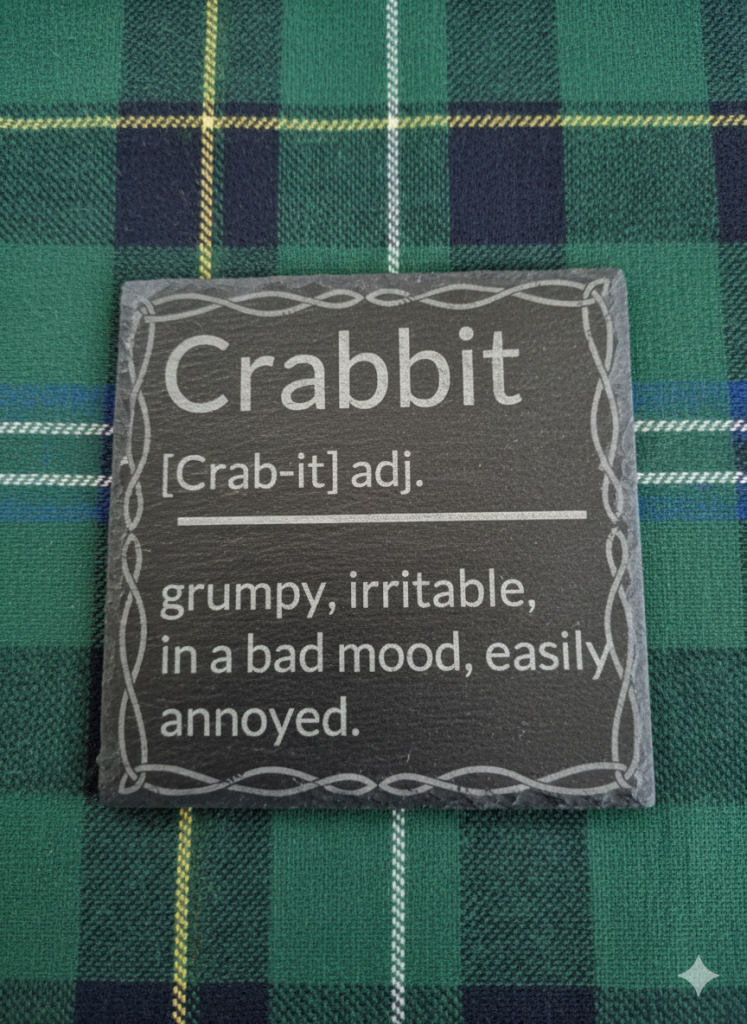 Crabbit
[Crab-it] adj.
grumpy, irritable,
in a bad mood, easily
annoyed.